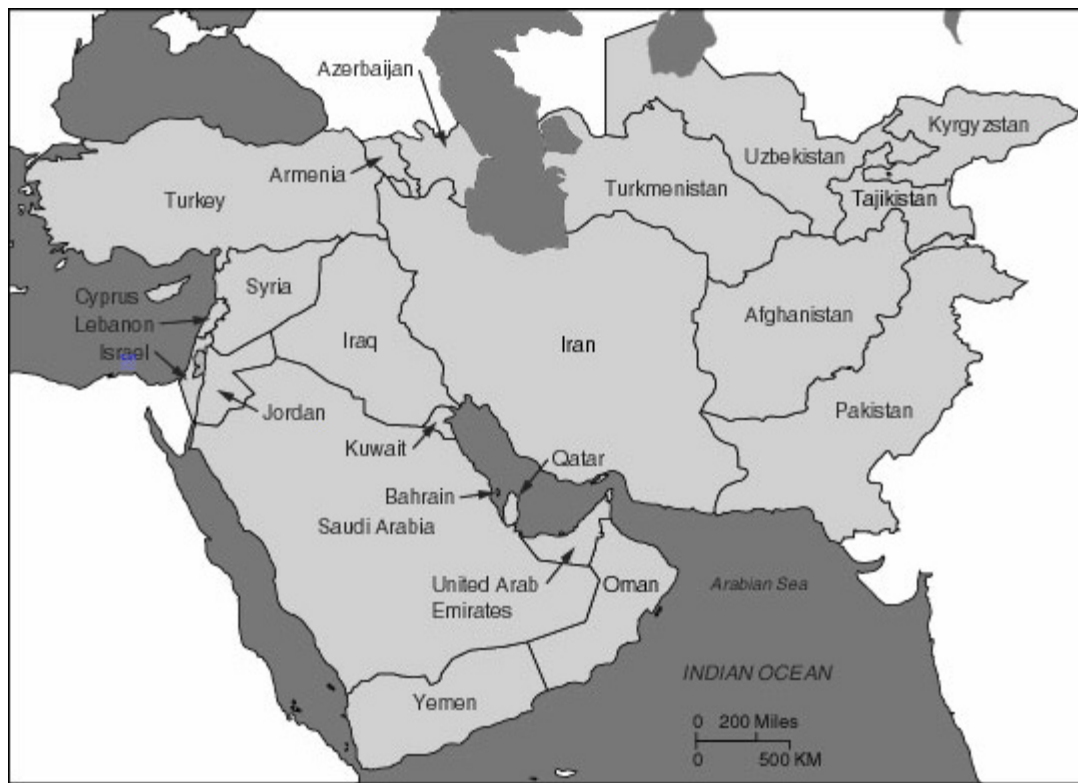 Azerbaijan
Kyrgyzstan
Uzbekistan
Armenia
Turkmenistan
Tajikistan
Turkey
Syria
Cyprus
Lebanon
Afghanistan
Israel
Iraq
Iran
Jordan
Pakistan
Kuwait
Qatar
Bahrain
Saudi Arabia
United Arab
Emirates
Oman
Arabian Sea
INDIAN OCEAN
Yemen
0 200 Miles
0 500 KM